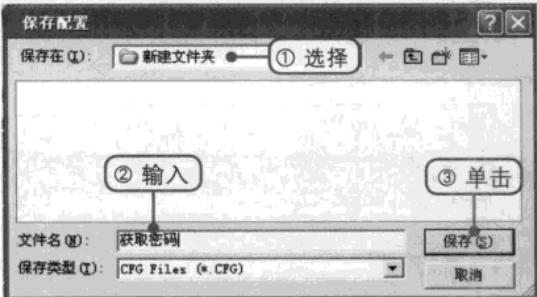 保存配置
保存在(I): 新建文件夹 ① 选择
② 输入
③ 单击
文件名(N): 获取密码 保存(S)
保存类型(T): CFG Files (*.CFG) 取消